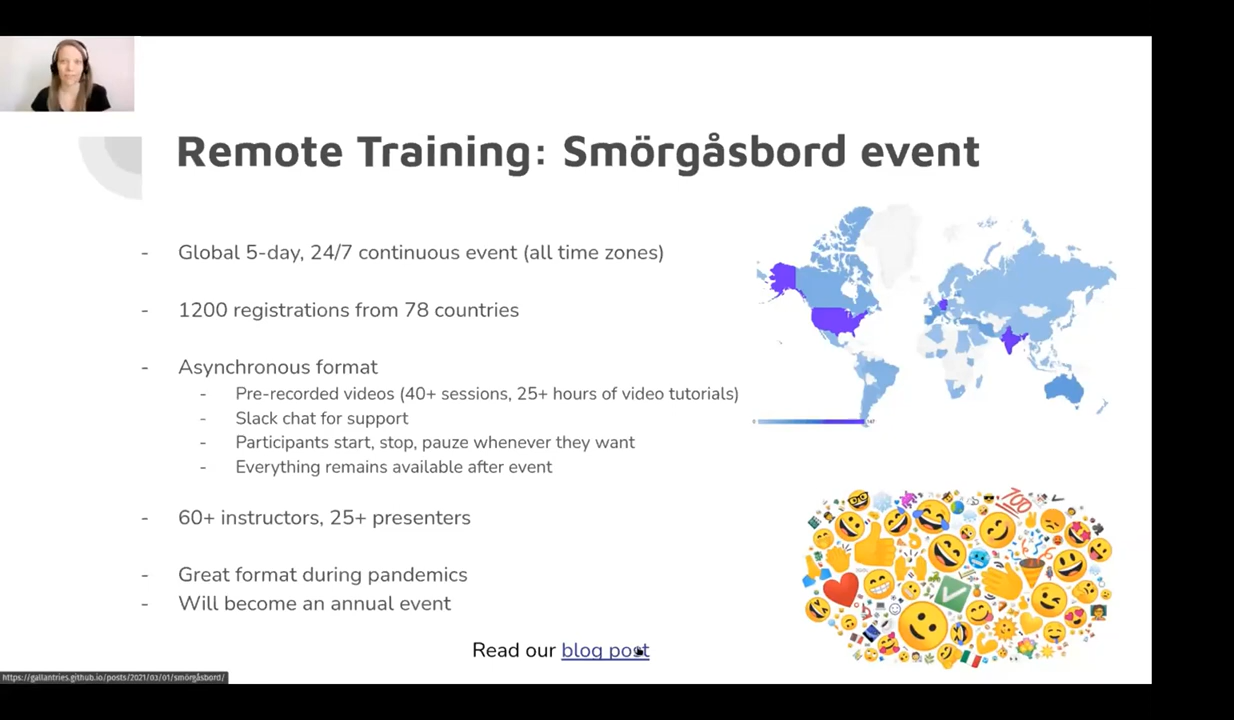 Remote Training: Smörgåsbord event
- Global 5-day, 24/7 continuous event (all time zones)
- 1200 registrations from 78 countries
- Asynchronous format
- Pre-recorded videos (40+ sessions, 25+ hours of video tutorials)
- Slack chat for support
- Participants start, stop, pauze whenever they want
- Everything remains available after event
- 60+ instructors, 25+ presenters
- Great format during pandemics
- Will become an annual event
Read our blog post
https://gallantries.github.io/posts/2021/03/01/smörgåsbord/
0
100